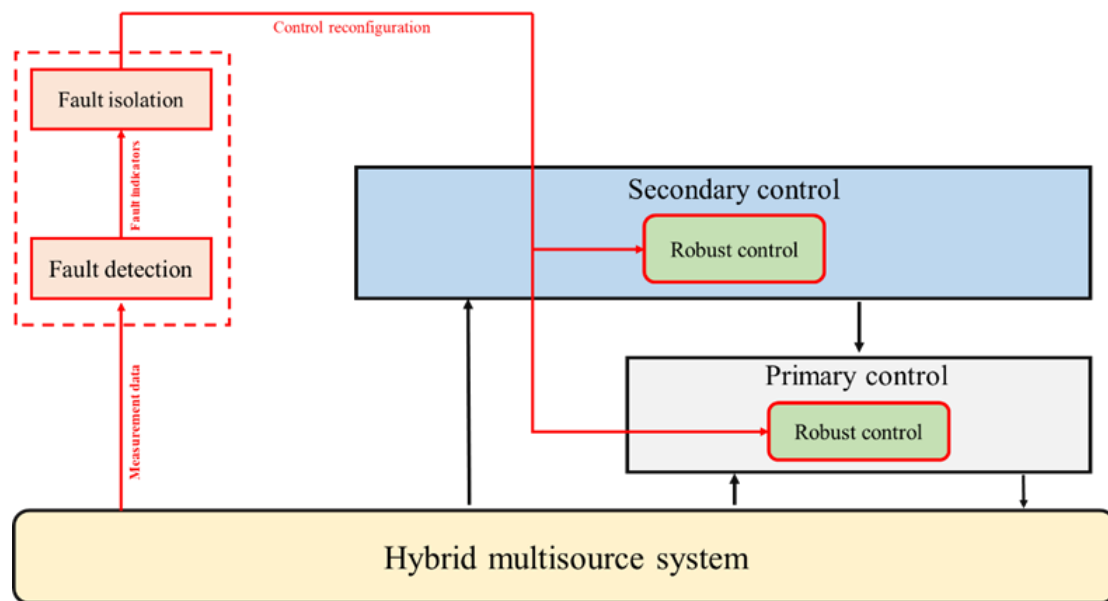 Control reconfiguration
Fault isolation
Fault indicators
Fault detection
Measurement data
Secondary control
Robust control
Primary control
Robust control
Hybrid multisource system